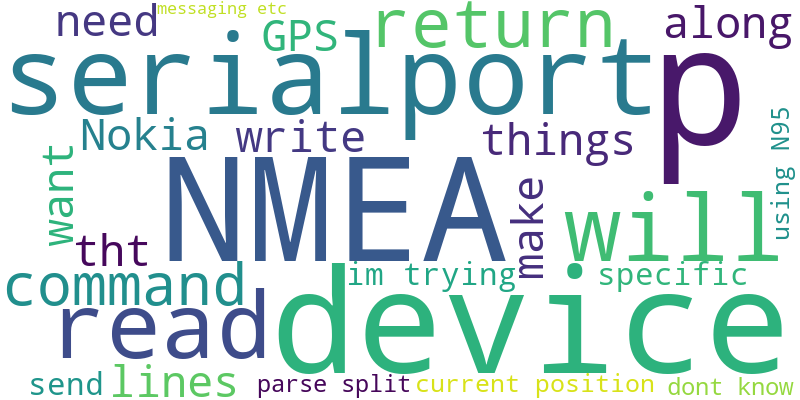 need messaging etc GPS return along
serialport p
Nokia write things using N95
want tht NMEA make will
command im trying specific
read device
send lines parse split current position dont know